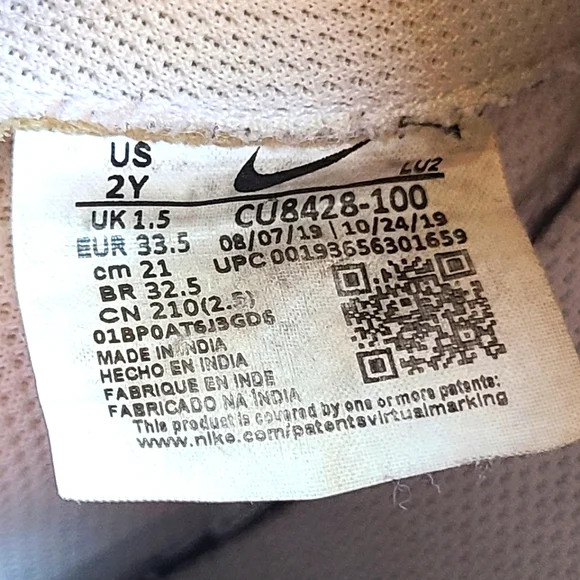 US
2Y
LU2
UK 1.5
CU8428-100
EUR 33.5
08/07/19 | 10/24/19
cm 21
UPC 00193656301659
BR 32.5
CN 210(2.5)
01BP0AT6J3GD6
MADE IN INDIA
HECHO EN INDIA
FABRIQUE EN INDE
FABRICADO NA INDIA
This product is covered by one or more patents:
www.nike.com/patentsvirtualmarking